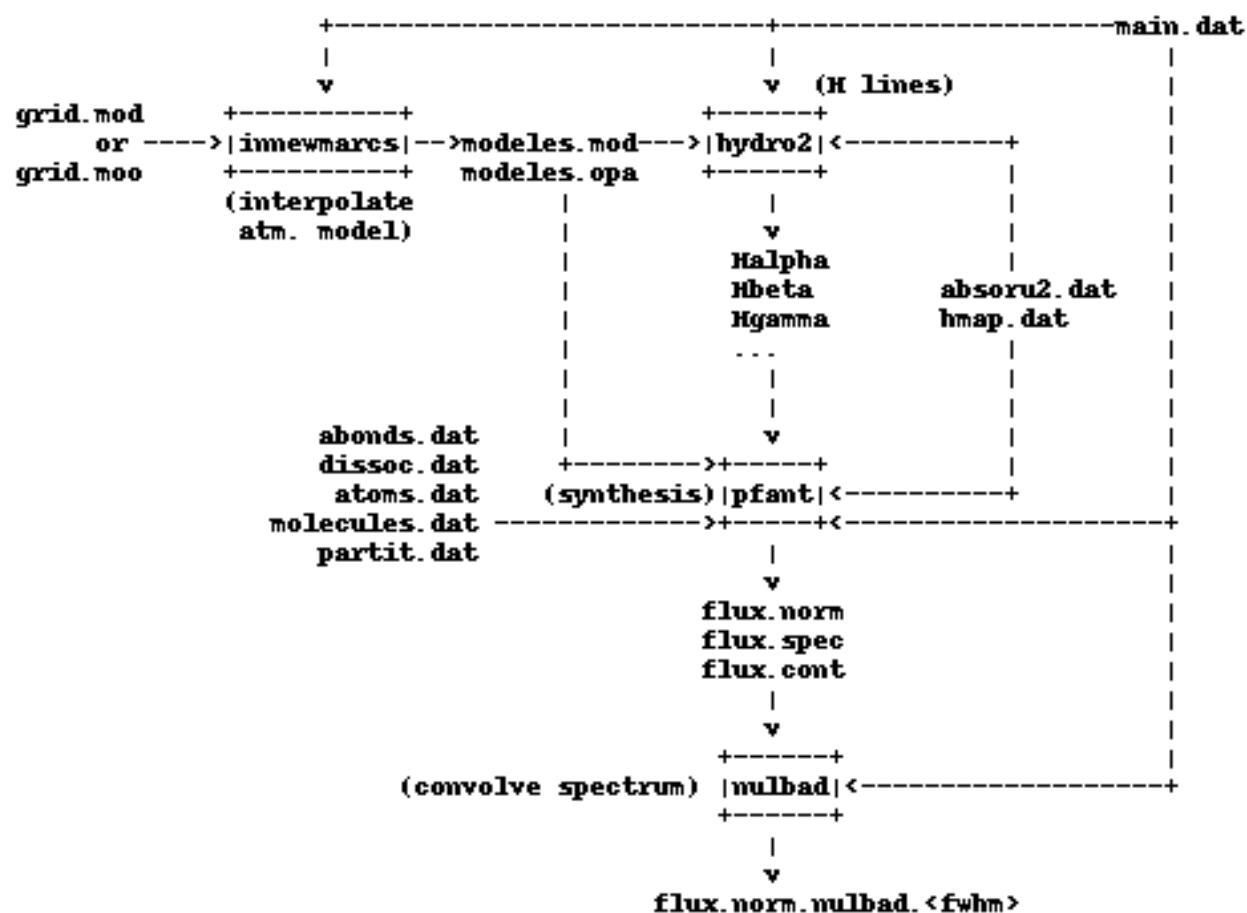 +---------------------------+---------------------main.dat
| | |
v v (H lines) |
grid.mod +----------+ +------+ |
or ---->|innewmarcs|-->modeles.mod--->|hydro2|<----------+ |
grid.moo +----------+ modeles.opa +------+ | |
(interpolate | | | |
atm. model) | v | |
| Halpha | |
| Hbeta absoru2.dat |
| Hgamma hmap.dat |
| ... | |
| | | |
| | | |
abonds.dat | v | |
dissoc.dat +--------->+-----+ | |
atoms.dat (synthesis)|pfant|<-----------+ |
molecules.dat ------------->+-----+<---------------------+
partit.dat | |
v |
flux.norm |
flux.spec |
flux.cont |
| |
v |
+------+ |
(convolve spectrum) |nulbad|<--------------------+
+------+
|
v
flux.norm.nulbad.<fwhm>